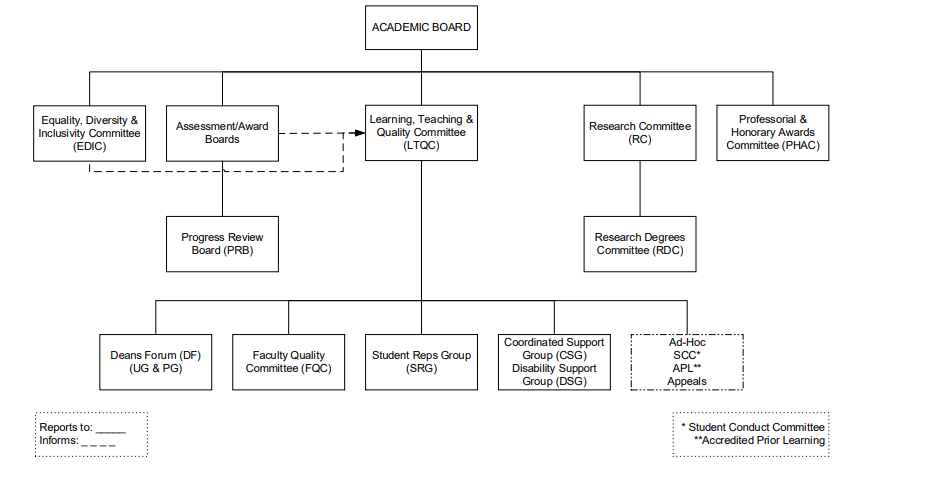 ACADEMIC BOARD
Equality, Diversity &
Inclusivity Committee
(EDIC)
Assessment/Award
Boards
Learning, Teaching &
Quality Committee
(LTQC)
Research Committee
(RC)
Professorial &
Honorary Awards
Committee (PHAC)
Progress Review
Board (PRB)
Research Degrees
Committee (RDC)
Deans Forum (DF)
(UG & PG)
Faculty Quality
Committee (FQC)
Student Reps Group
(SRG)
Coordinated Support
Group (CSG)
Disability Support
Group (DSG)
Ad-Hoc
SCC*
APL**
Appeals
Reports to: _____
Informs: _ _ _ _
* Student Conduct Committee
**Accredited Prior Learning